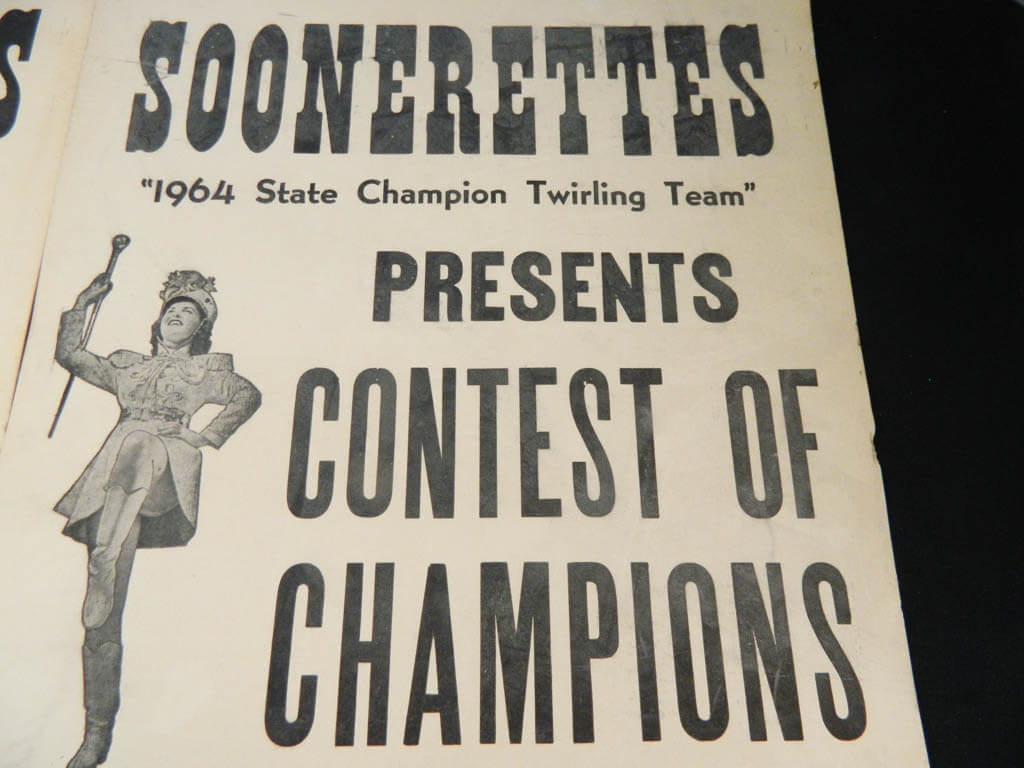 SOONERETTES
"1964 State Champion Twirling Team"
PRESENTS
CONTEST OF
CHAMPIONS